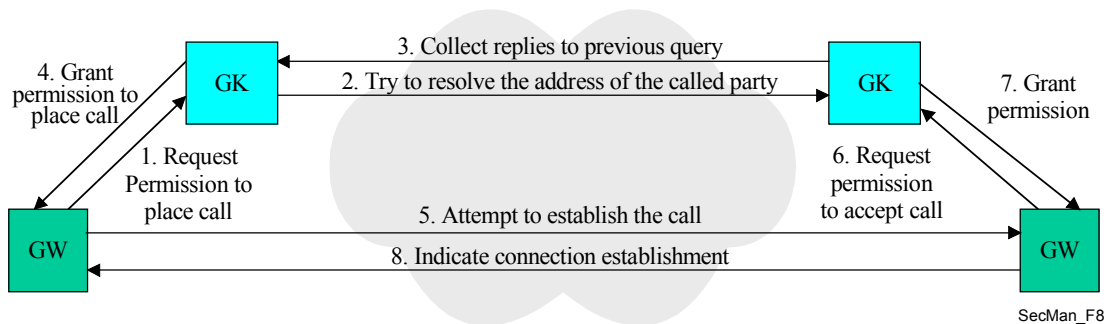 3. Collect replies to previous query
4. Grant
permission to
place call
GK
2. Try to resolve the address of the called party
GK
7. Grant
permission
1. Request
Permission to
place call
6. Request
permission
to accept call
GW
5. Attempt to establish the call
GW
8. Indicate connection establishment
SecMan_F8